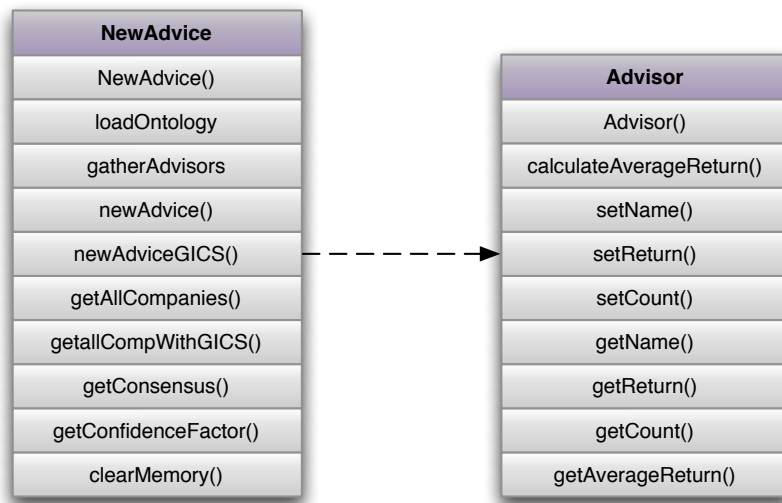 NewAdvice
NewAdvice()
loadOntology
gatherAdvisors
newAdvice()
newAdviceGICS()
getAllCompanies()
getallCompWithGICS()
getConsensus()
getConfidenceFactor()
clearMemory()
Advisor
Advisor()
calculateAverageReturn()
setName()
setReturn()
setCount()
getName()
getReturn()
getCount()
getAverageReturn()